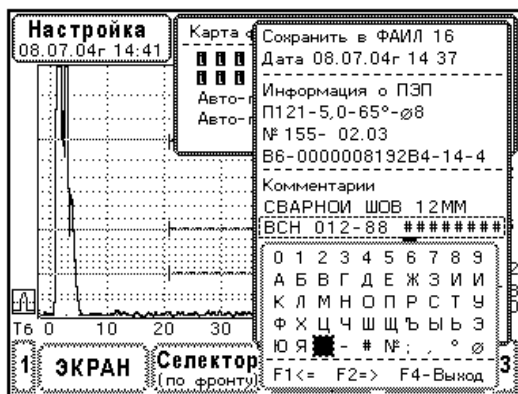 Настройка
08.07.04г 14:41
Карта
Авто-
Авто-
Сохранить в ФАИЛ 16
Дата 08.07.04г 14 37
Информация о ПЭП
П121-5,0-65°-ø8
№ 155- 02.03
В6-0000008192В4-14-4
Комментарии
СВАРНОИ ШОВ 12ММ
ВСН 012-88 ########
0 1 2 3 4 5 6 7 8 9
А Б В Г Д Е Ж З И И
К Л М Н О П Р С Т У
Ф Х Ц Ч Ш Щ Ъ Ы Ь Э
Ю Я - # № ; , ° ø
F1<= F2=> F4-Выход
Т6 0 10 20 30
1 ЭКРАН
Селектор
(по фронту)
3